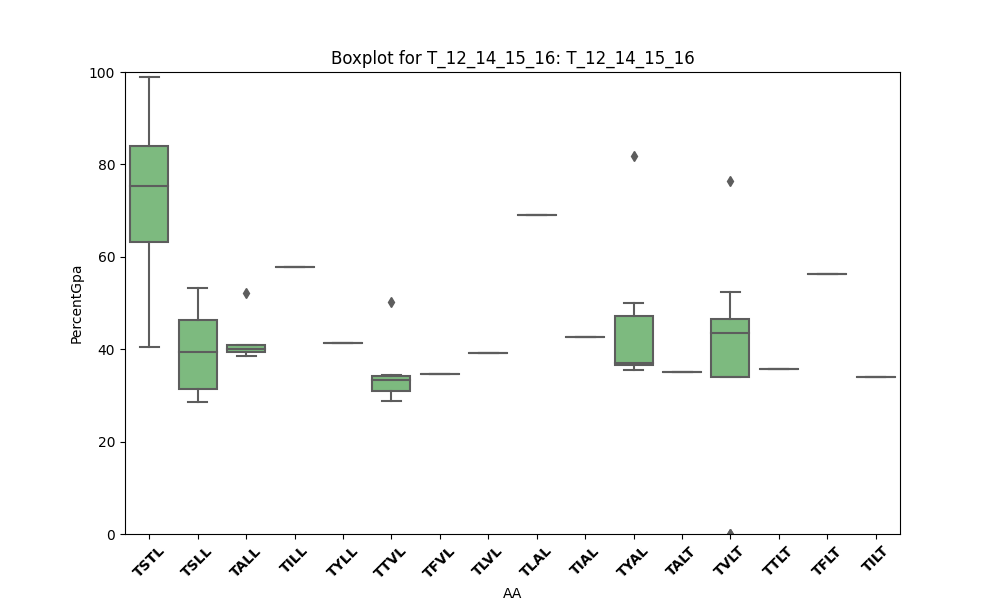 Boxplot for T_12_14_15_16: T_12_14_15_16
100
80
60
40
20
0
PercentGpa
TSTL
TSLL
TALL
TILL
TYLL
TTVL
TFVL
TLVL
TLAL
TIAL
TYAL
TALT
TVLT
TTLT
TFLT
TILT
AA